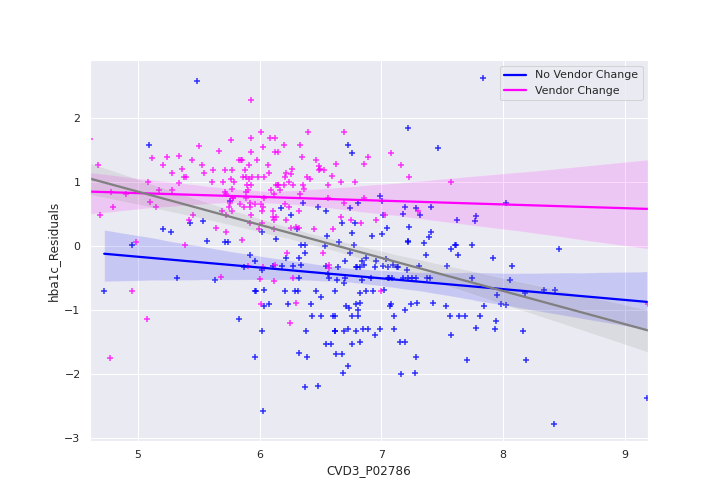 No Vendor Change
Vendor Change
2
1
0
−1
−2
−3
hba1c_Residuals
5
6
7
8
9
CVD3_P02786